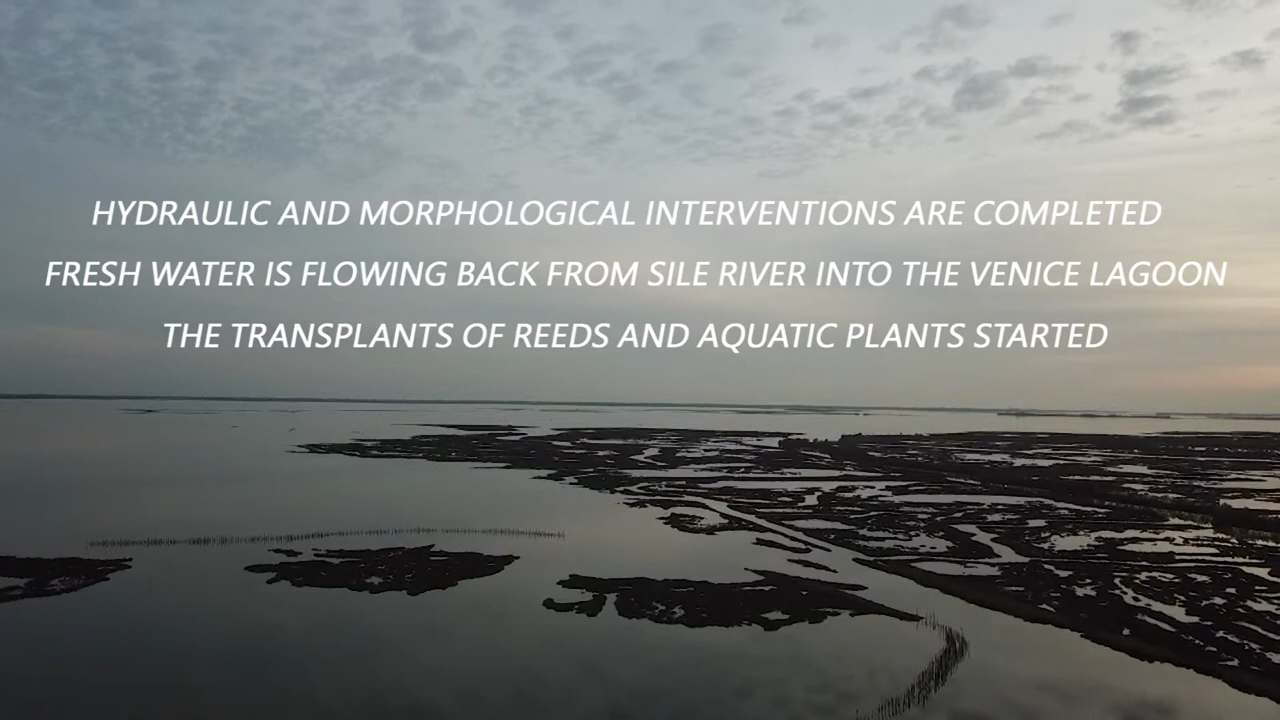 HYDRAULIC AND MORPHOLOGICAL INTERVENTIONS ARE COMPLETED
FRESH WATER IS FLOWING BACK FROM SILE RIVER INTO THE VENICE LAGOON
THE TRANSPLANTS OF REEDS AND AQUATIC PLANTS STARTED